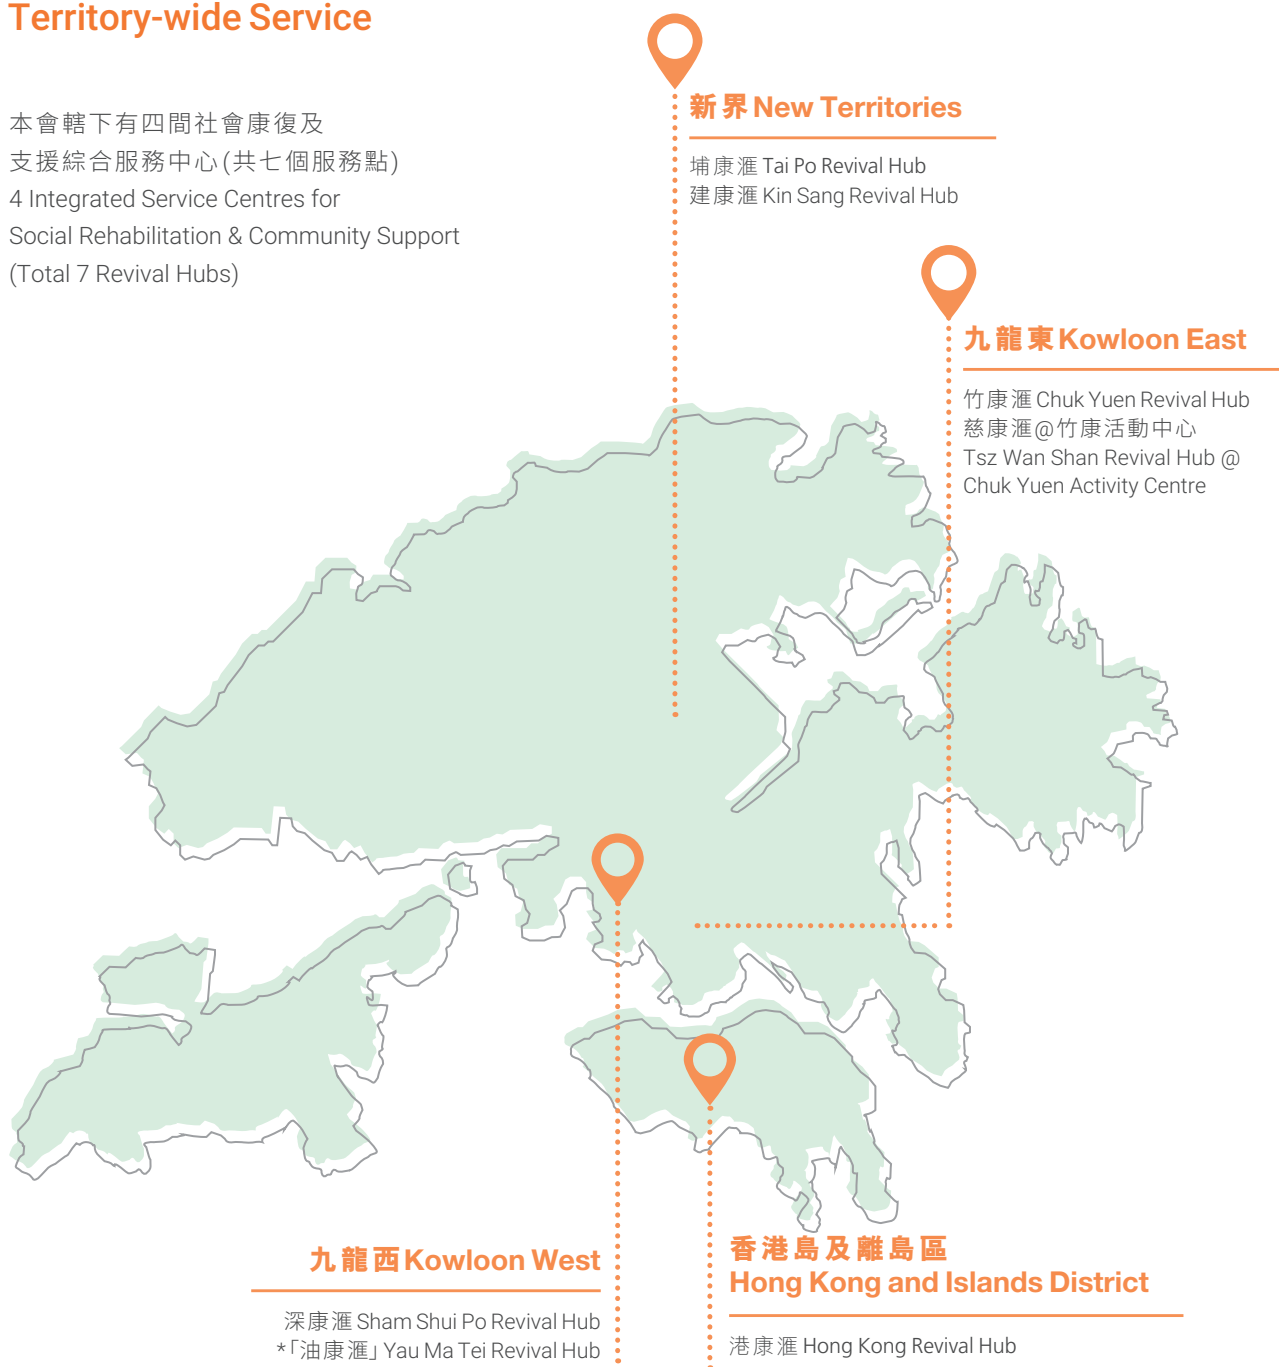 Territory-wide Service
本會轄下有四間社會康復及
支援綜合服務中心(共七個服務點)
4 Integrated Service Centres for
Social Rehabilitation & Community Support
(Total 7 Revival Hubs)
新界 New Territories
埔康滙 Tai Po Revival Hub
建康滙 Kin Sang Revival Hub
九龍東 Kowloon East
竹康滙 Chuk Yuen Revival Hub
慈康滙@竹康活動中心
Tsz Wan Shan Revival Hub @
Chuk Yuen Activity Centre
九龍西 Kowloon West
深康滙 Sham Shui Po Revival Hub
*「油康滙」 Yau Ma Tei Revival Hub
香港島及離島區
Hong Kong and Islands District
港康滙 Hong Kong Revival Hub